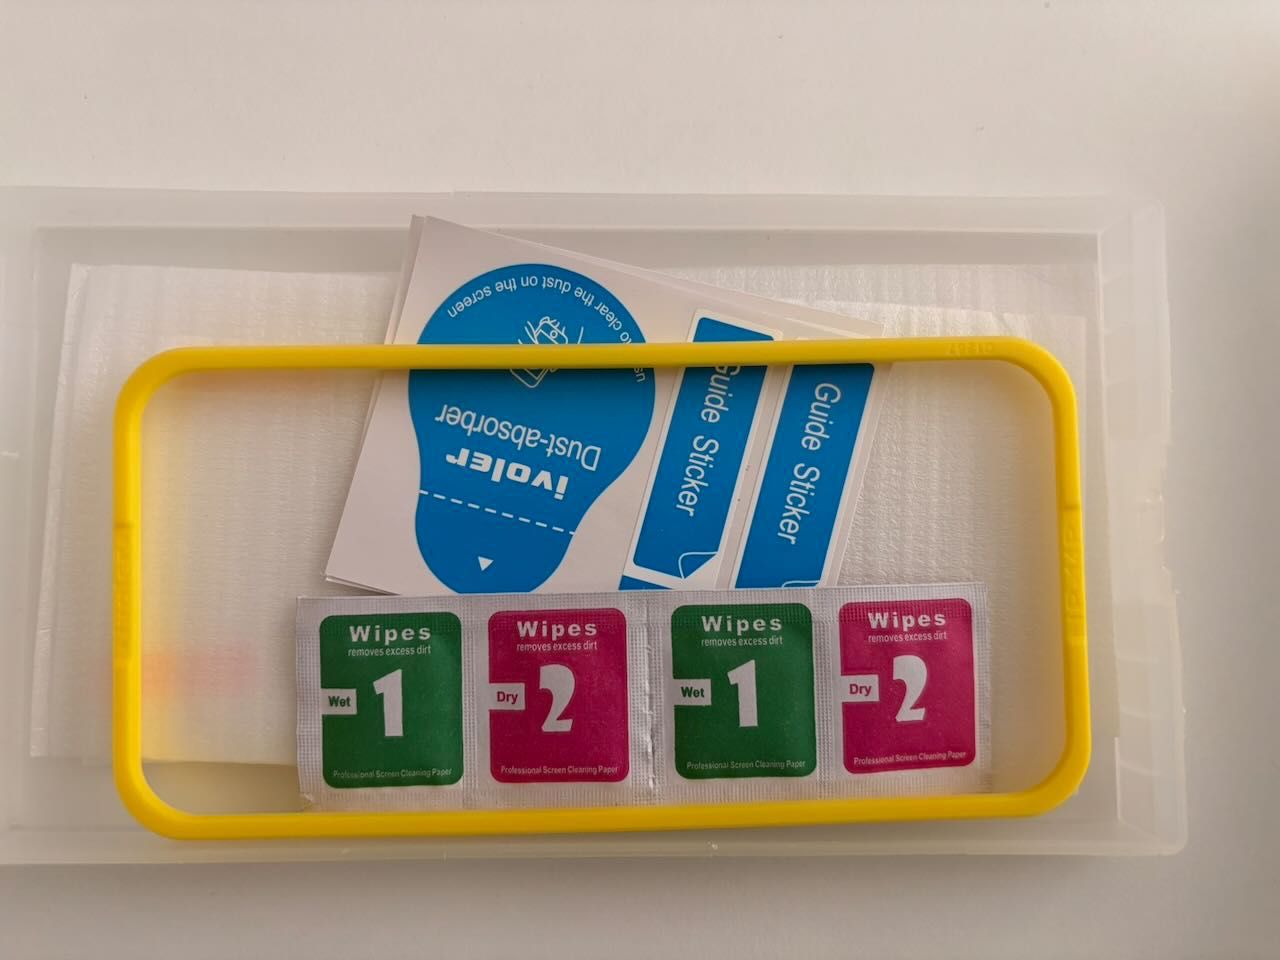 to clear the dust on the screen
Dust-absorber
ivoler
Guide Sticker
Guide Sticker
Wipes
removes excess dirt
Wet
1
Professional Screen Cleaning Paper
Wipes
removes excess dirt
Dry
2
Professional Screen Cleaning Paper
Wipes
removes excess dirt
Wet
1
Professional Screen Cleaning Paper
Wipes
removes excess dirt
Dry
2
Professional Screen Cleaning Paper